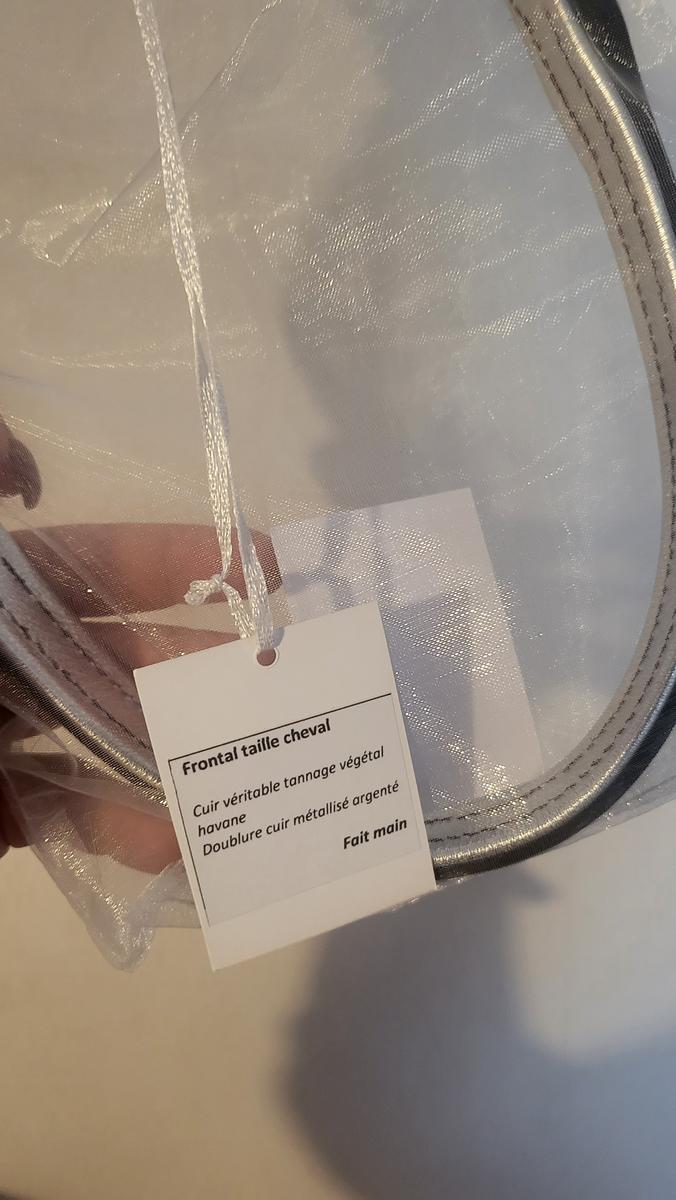 Frontal taille cheval
Cuir véritable tannage végétal
havane
Doublure cuir métallisé argenté
Fait main